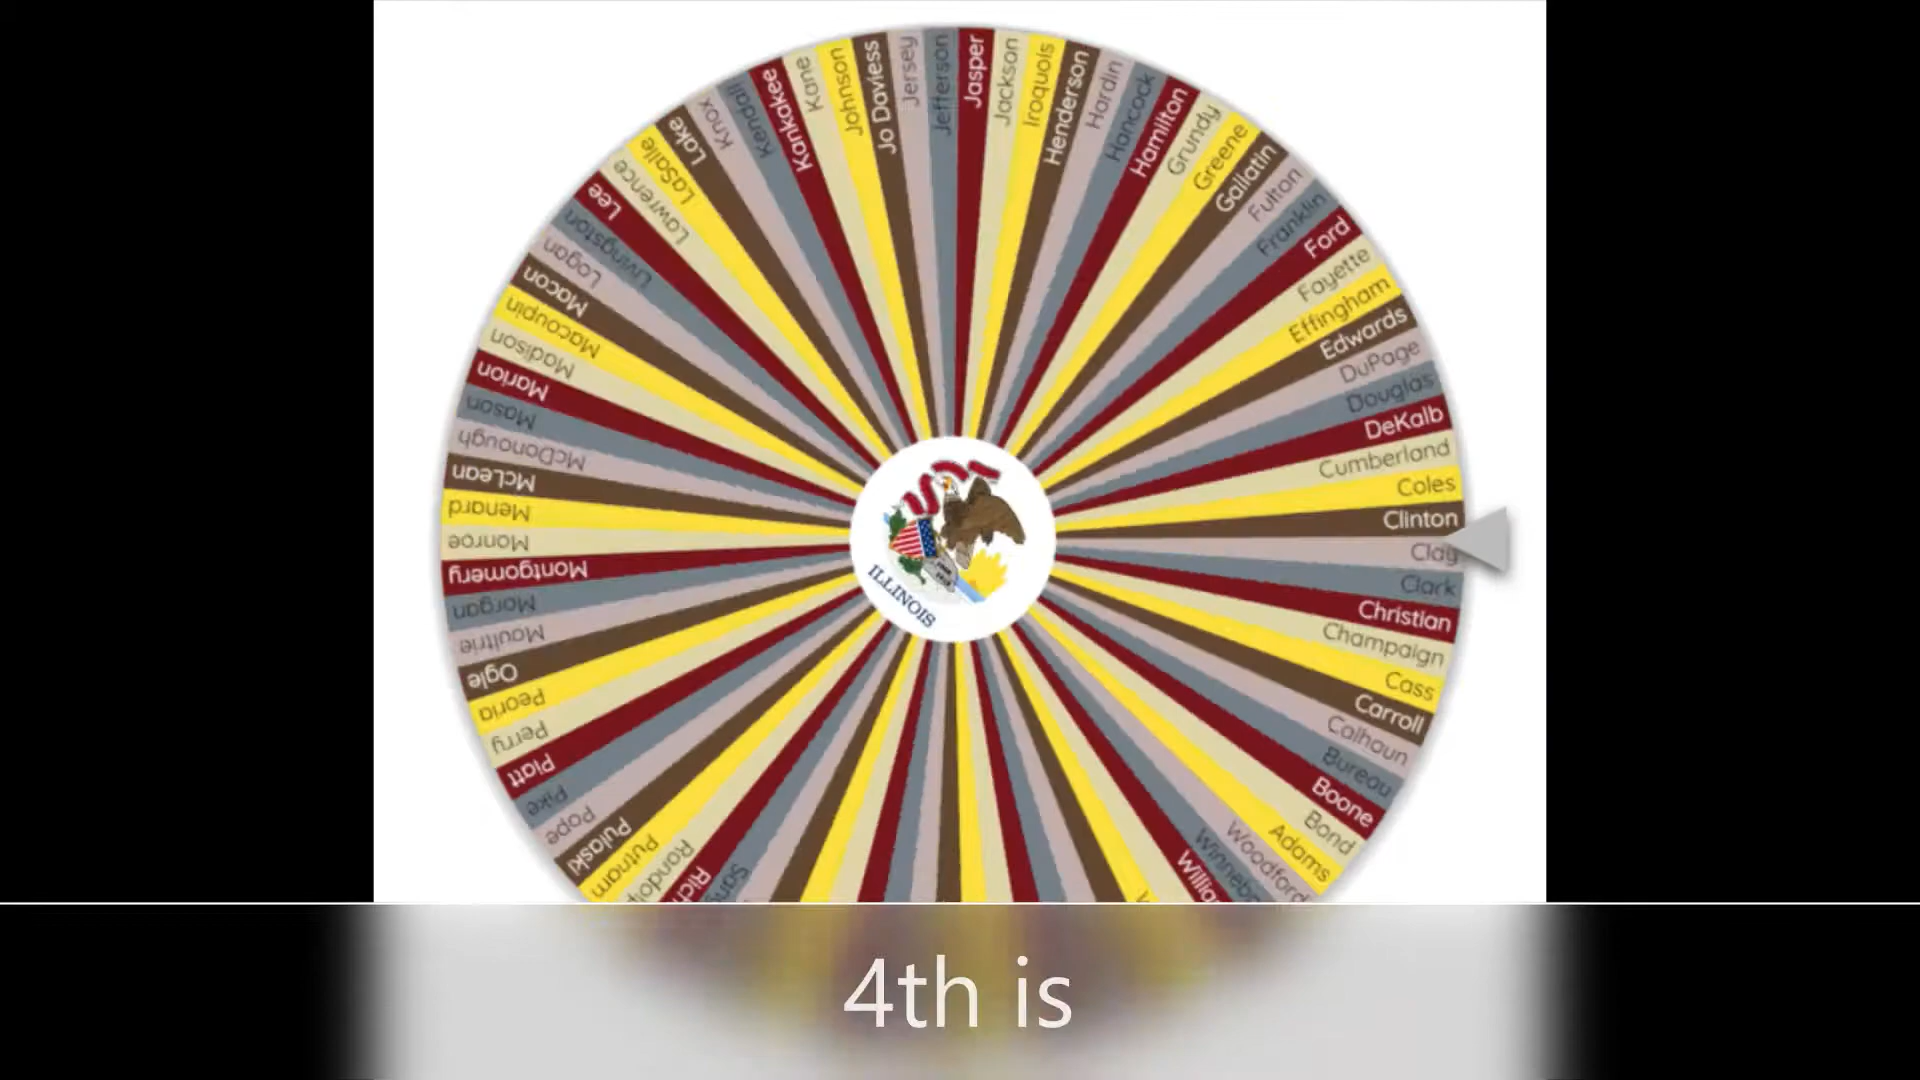 Jasper
Jackson
Iroquois
Henderson
Hardin
Hancock
Hamilton
Grundy
Greene
Gallatin
Fulton
Franklin
Ford
Fayette
Effingham
Edwards
DuPage
Douglas
DeKalb
Cumberland
Coles
Clinton
Clay
Clark
Christian
Champaign
Cass
Carroll
Calhoun
Bureau
Boone
Bond
Adams
Woodford
Pulaski
Putnam
Pope
Pike
Piatt
Perry
Peoria
Ogle
Moultrie
Morgan
Montgomery
Monroe
Menard
McLean
McDonough
Mason
Marion
Madison
Macoupin
Macon
Logan
Livingston
Lee
Lawrence
LaSalle
Lake
Knox
Kendall
Kankakee
Kane
Johnson
Jo Daviess
Jersey
Jefferson
ILLINOIS
4th is